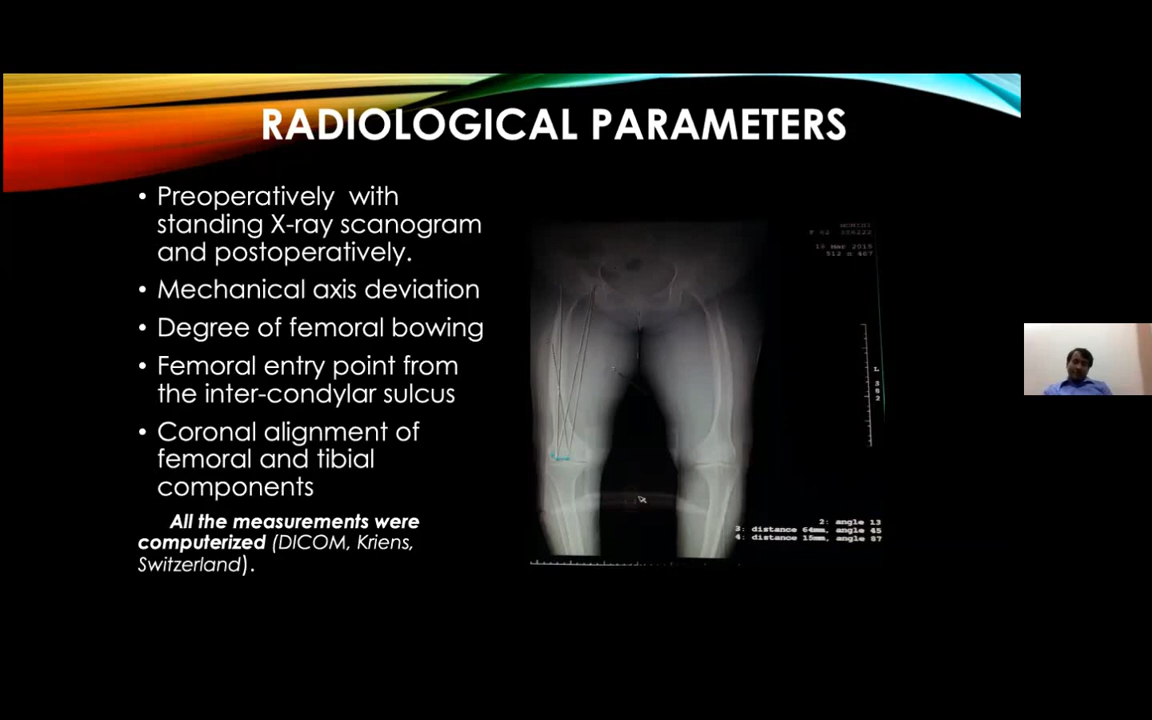 RADIOLOGICAL PARAMETERS
• Preoperatively with
standing X-ray scanogram
and postoperatively.
• Mechanical axis deviation
• Degree of femoral bowing
• Femoral entry point from
the inter-condylar sulcus
• Coronal alignment of
femoral and tibial
components
All the measurements were
computerized (DICOM, Kriens,
Switzerland).
2: angle 13
3: distance 64mm, angle 45
4: distance 15mm, angle 87